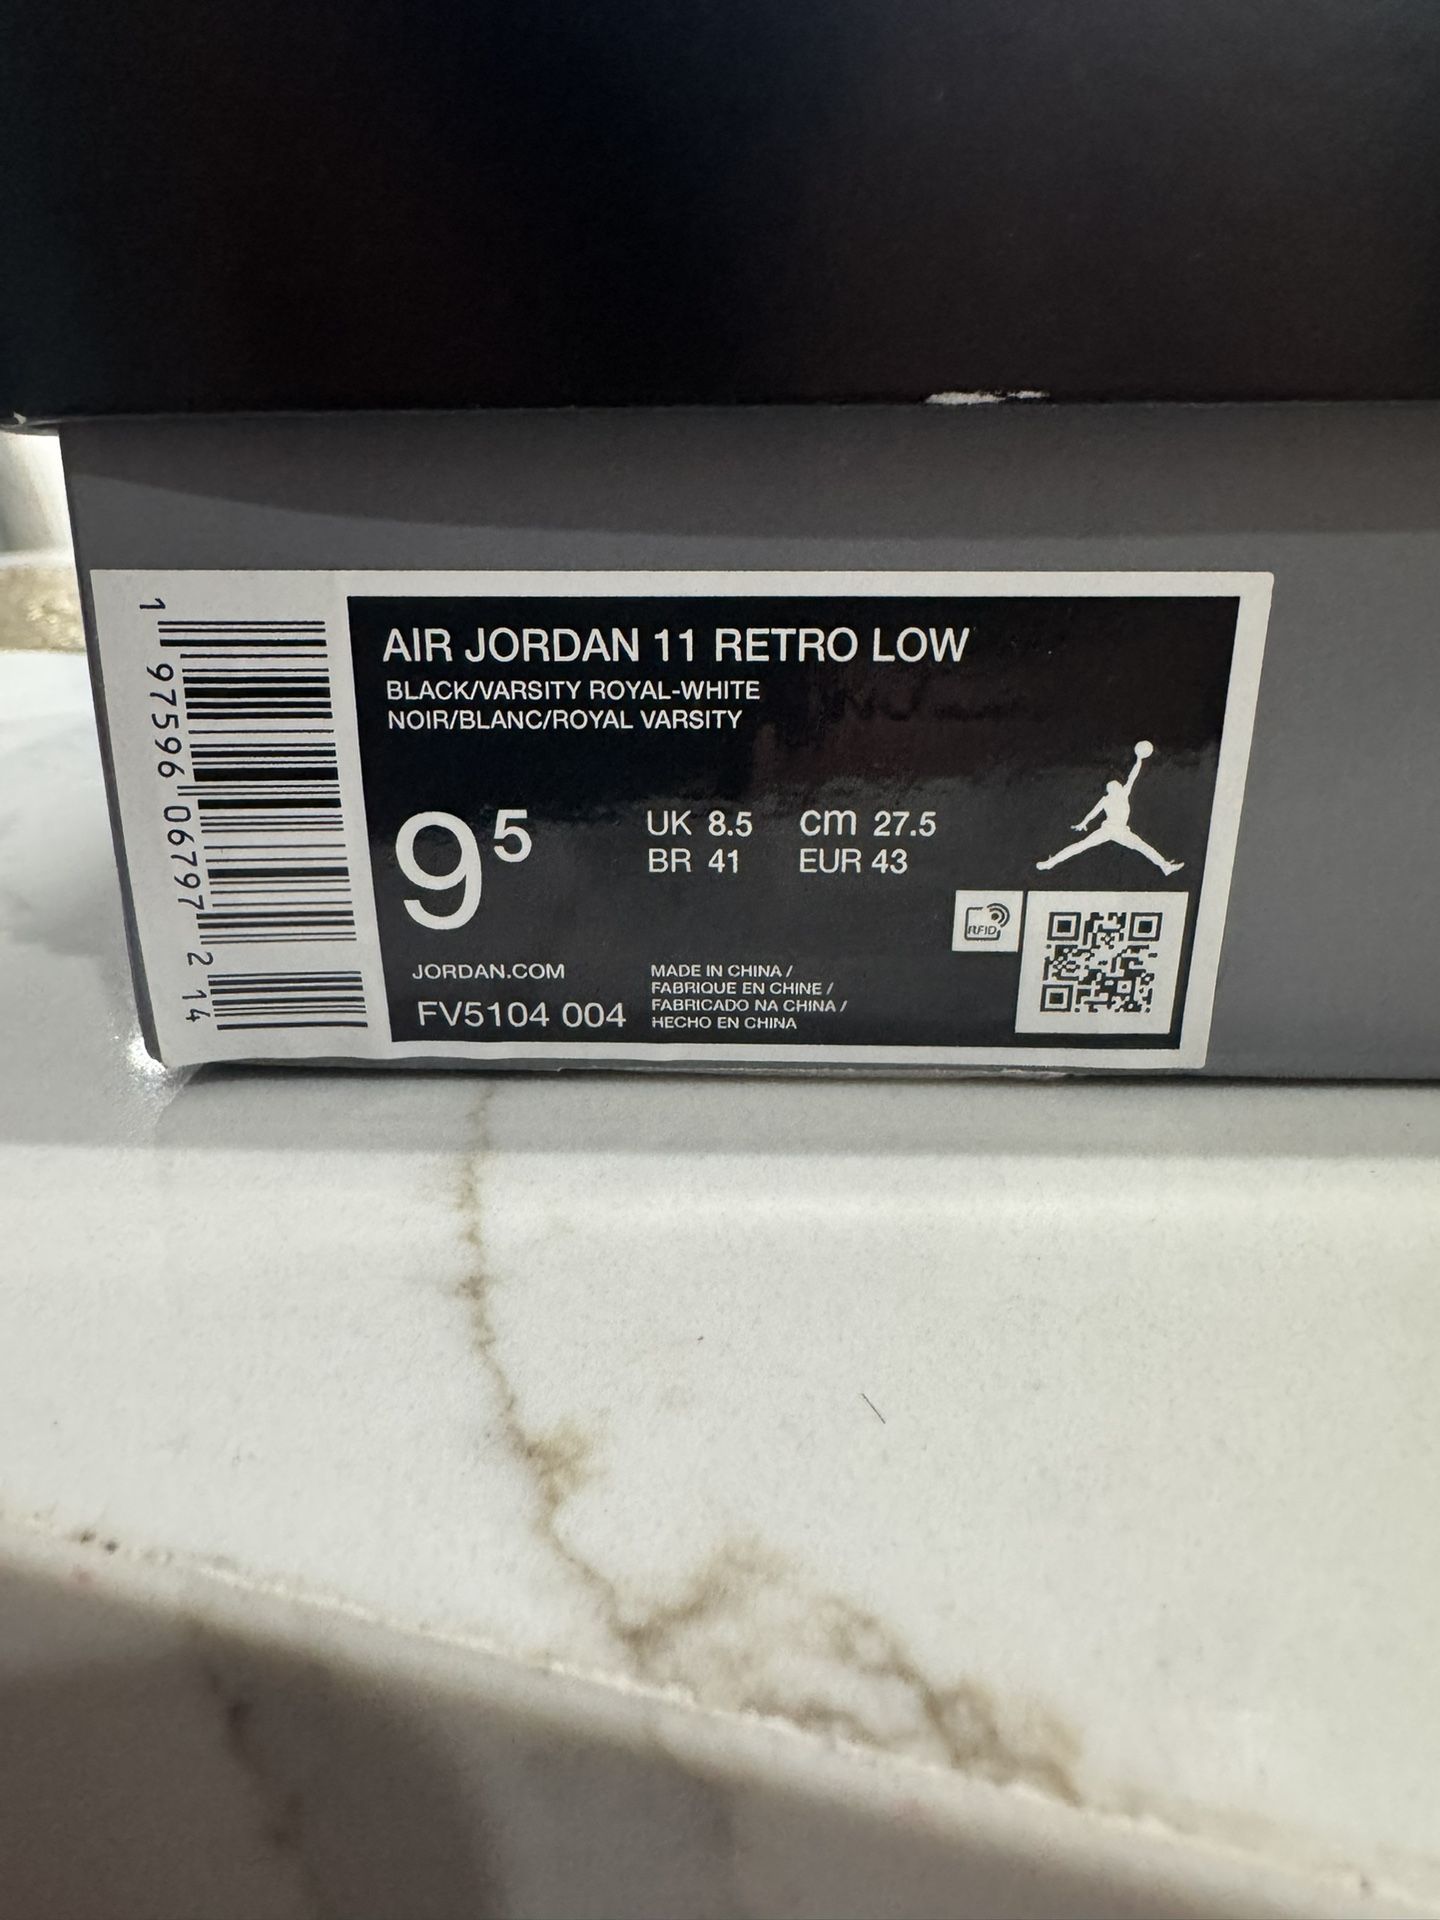 AIR JORDAN 11 RETRO LOW
BLACK/VARSITY ROYAL-WHITE
NOIR/BLANC/ROYAL VARSITY
9 5
UK 8.5 cm 27.5
BR 41 EUR 43
RFID
JORDAN.COM
FV5104 004
MADE IN CHINA /
FABRIQUE EN CHINE /
FABRICADO NA CHINA /
HECHO EN CHINA
1 97596 06797 2 14